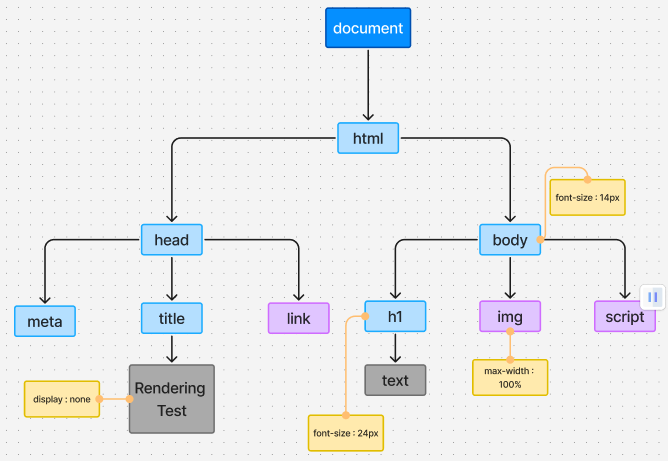 document
html
font-size : 14px
head
body
meta
title
link
h1
img
script
display : none
Rendering
Test
text
max-width :
100%
font-size : 24px